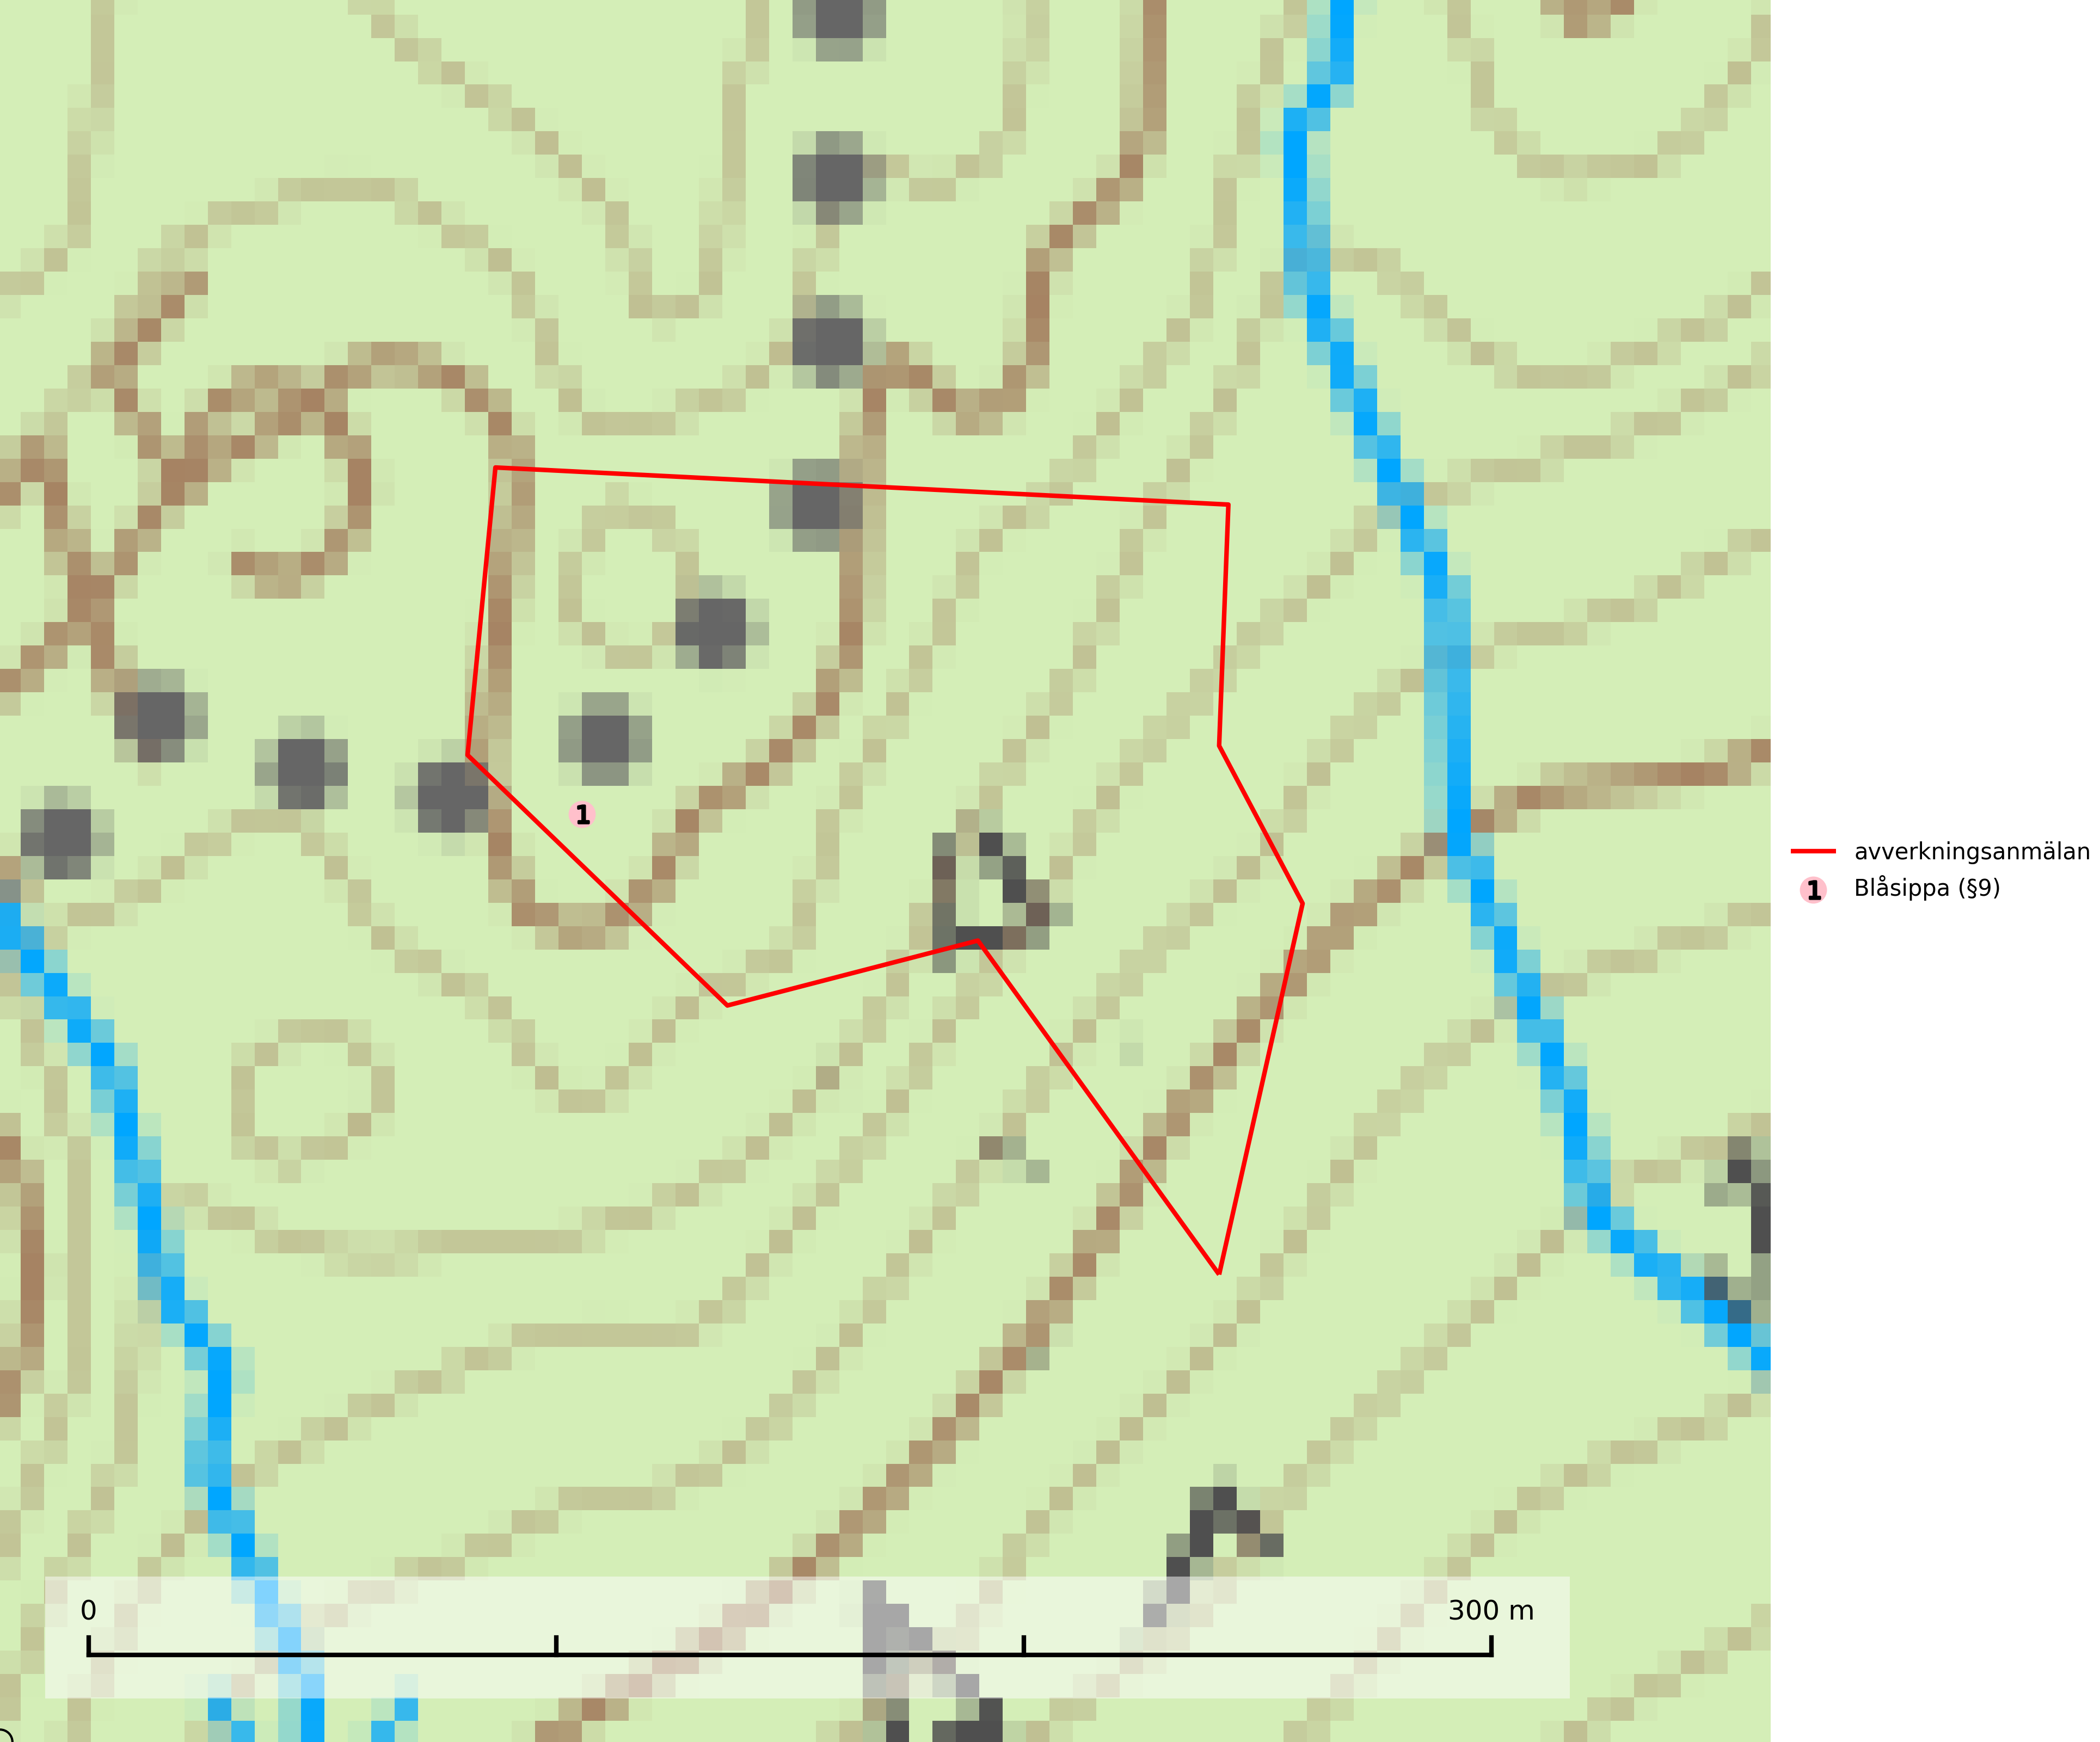 1
avverkningsanmälan
1 Blåsippa (§9)
0 300 m